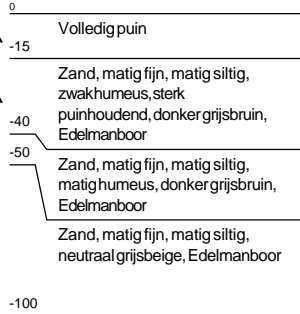 0
Volledig puin
-15
Zand, matig fijn, matig siltig,
zwak humeus, sterk
puinhoudend, donker grijsbruin,
Edelmanboor
-40
-50
Zand, matig fijn, matig siltig,
matig humeus, donker grijsbruin,
Edelmanboor
Zand, matig fijn, matig siltig,
neutraal grijsbeige, Edelmanboor
-100